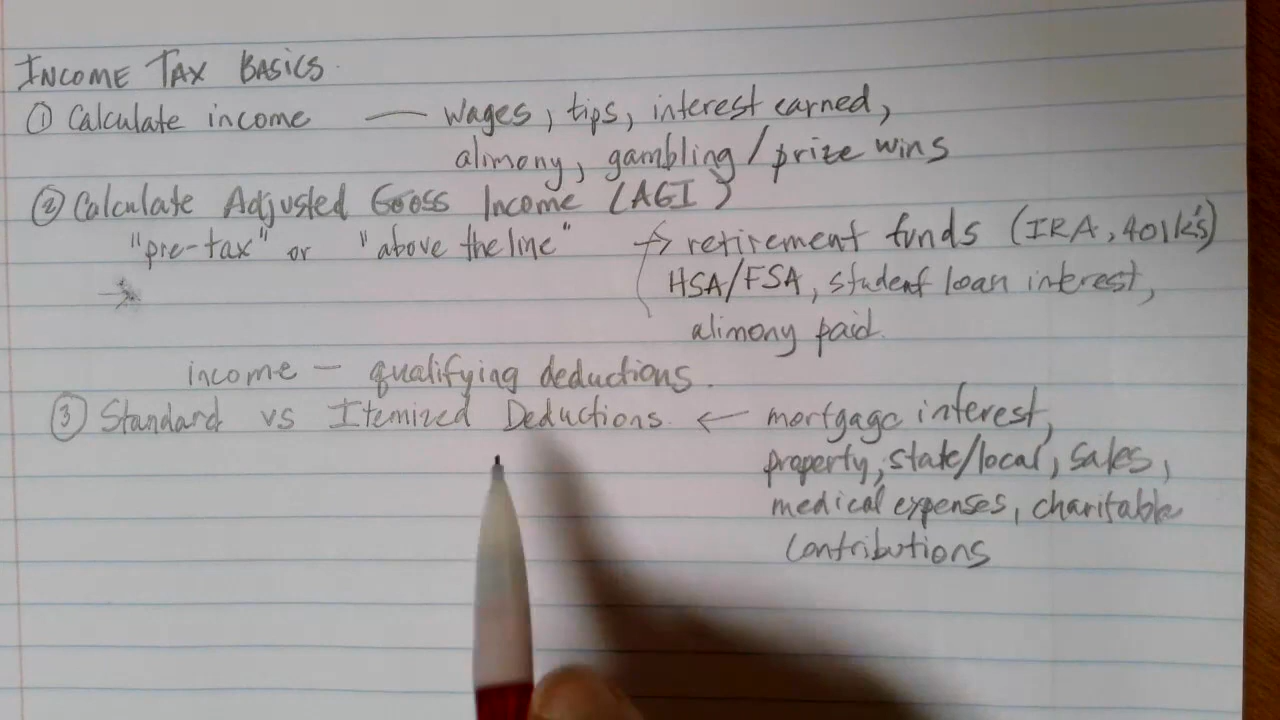 INCOME TAX BASICS
① Calculate income — wages, tips, interest earned,
alimony, gambling/prize wins
② Calculate Adjusted Gross Income (AGI)
"pre-tax" or "above the line" → retirement funds (IRA, 401k's)
HSA/FSA, student loan interest,
alimony paid.
income — qualifying deductions.
③ Standard vs Itemized Deductions. ← mortgage interest,
property, state/local, sales,
medical expenses, charitable
contributions